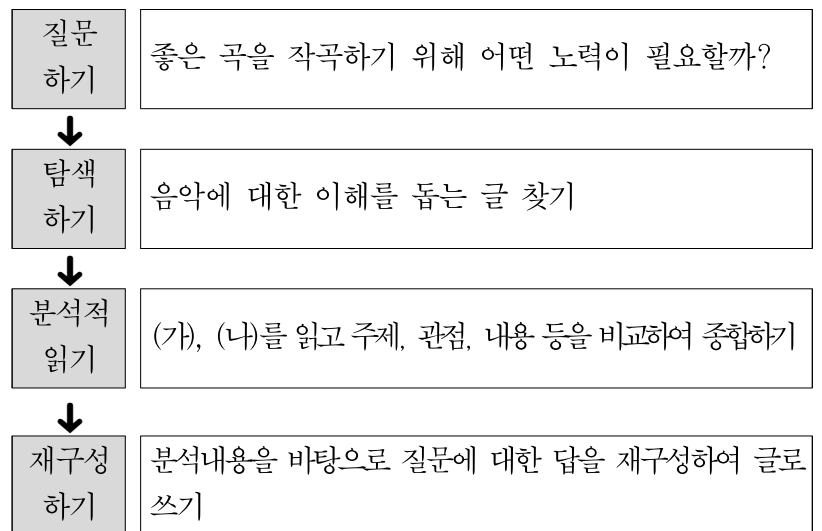 질문
하기
좋은 곡을 작곡하기 위해 어떤 노력이 필요할까?
탐색
하기
음악에 대한 이해를 돕는 글 찾기
분석적
읽기
(가), (나)를 읽고 주제, 관점, 내용 등을 비교하여 종합하기
재구성
하기
분석내용을 바탕으로 질문에 대한 답을 재구성하여 글로
쓰기